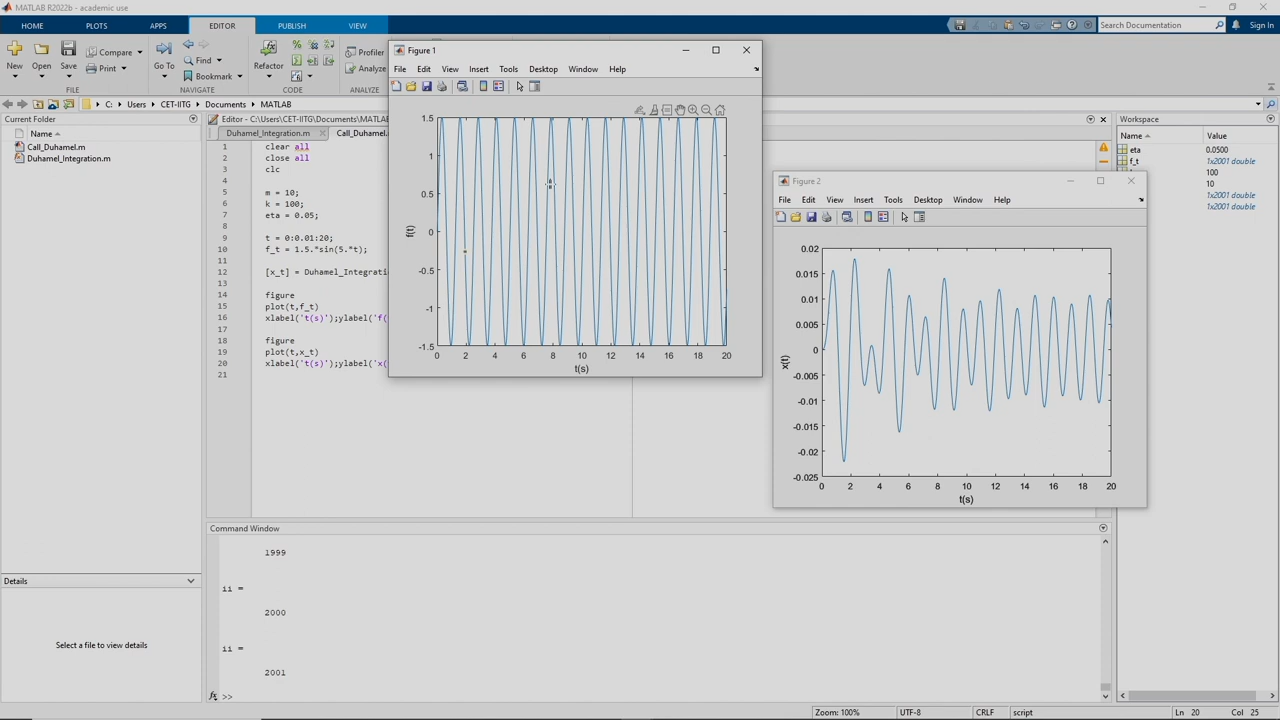 MATLAB R2022b - academic use
HOME PLOTS APPS EDITOR PUBLISH VIEW
Search Documentation
Sign In
New Open Save Compare Print Go To Find Bookmark Refactor Profiler Analyze
FILE NAVIGATE CODE ANALYZE
C: Users CET-IITG Documents MATLAB
Current Folder
Name
Call_Duhamel.m
Duhamel_Integration.m
Details
Select a file to view details
Editor - C:\Users\CET-IITG\Documents\MATLAB
Duhamel_Integration.m Call_Duhamel.
1 clear all
2 close all
3 clc
4
5 m = 10;
6 k = 100;
7 eta = 0.05;
8
9 t = 0:0.01:20;
10 f_t = 1.5.*sin(5.*t);
11
12 [x_t] = Duhamel_Integratio
13
14 figure
15 plot(t,f_t)
16 xlabel('t(s)');ylabel('f(
17
18 figure
19 plot(t,x_t)
20 xlabel('t(s)');ylabel('x(
21
Figure 1
File Edit View Insert Tools Desktop Window Help
1.5
1
0.5
0
-0.5
-1
-1.5
f(t)
0 2 4 6 8 10 12 14 16 18 20
t(s)
Figure 2
File Edit View Insert Tools Desktop Window Help
0.02
0.015
0.01
0.005
0
-0.005
-0.01
-0.015
-0.02
-0.025
x(t)
0 2 4 6 8 10 12 14 16 18 20
t(s)
Workspace
Name Value
eta 0.0500
f_t 1x2001 double
100
10
1x2001 double
1x2001 double
Command Window
1999
ii =
2000
ii =
2001
fx >>
Zoom: 100% UTF-8 CRLF script Ln 20 Col 25